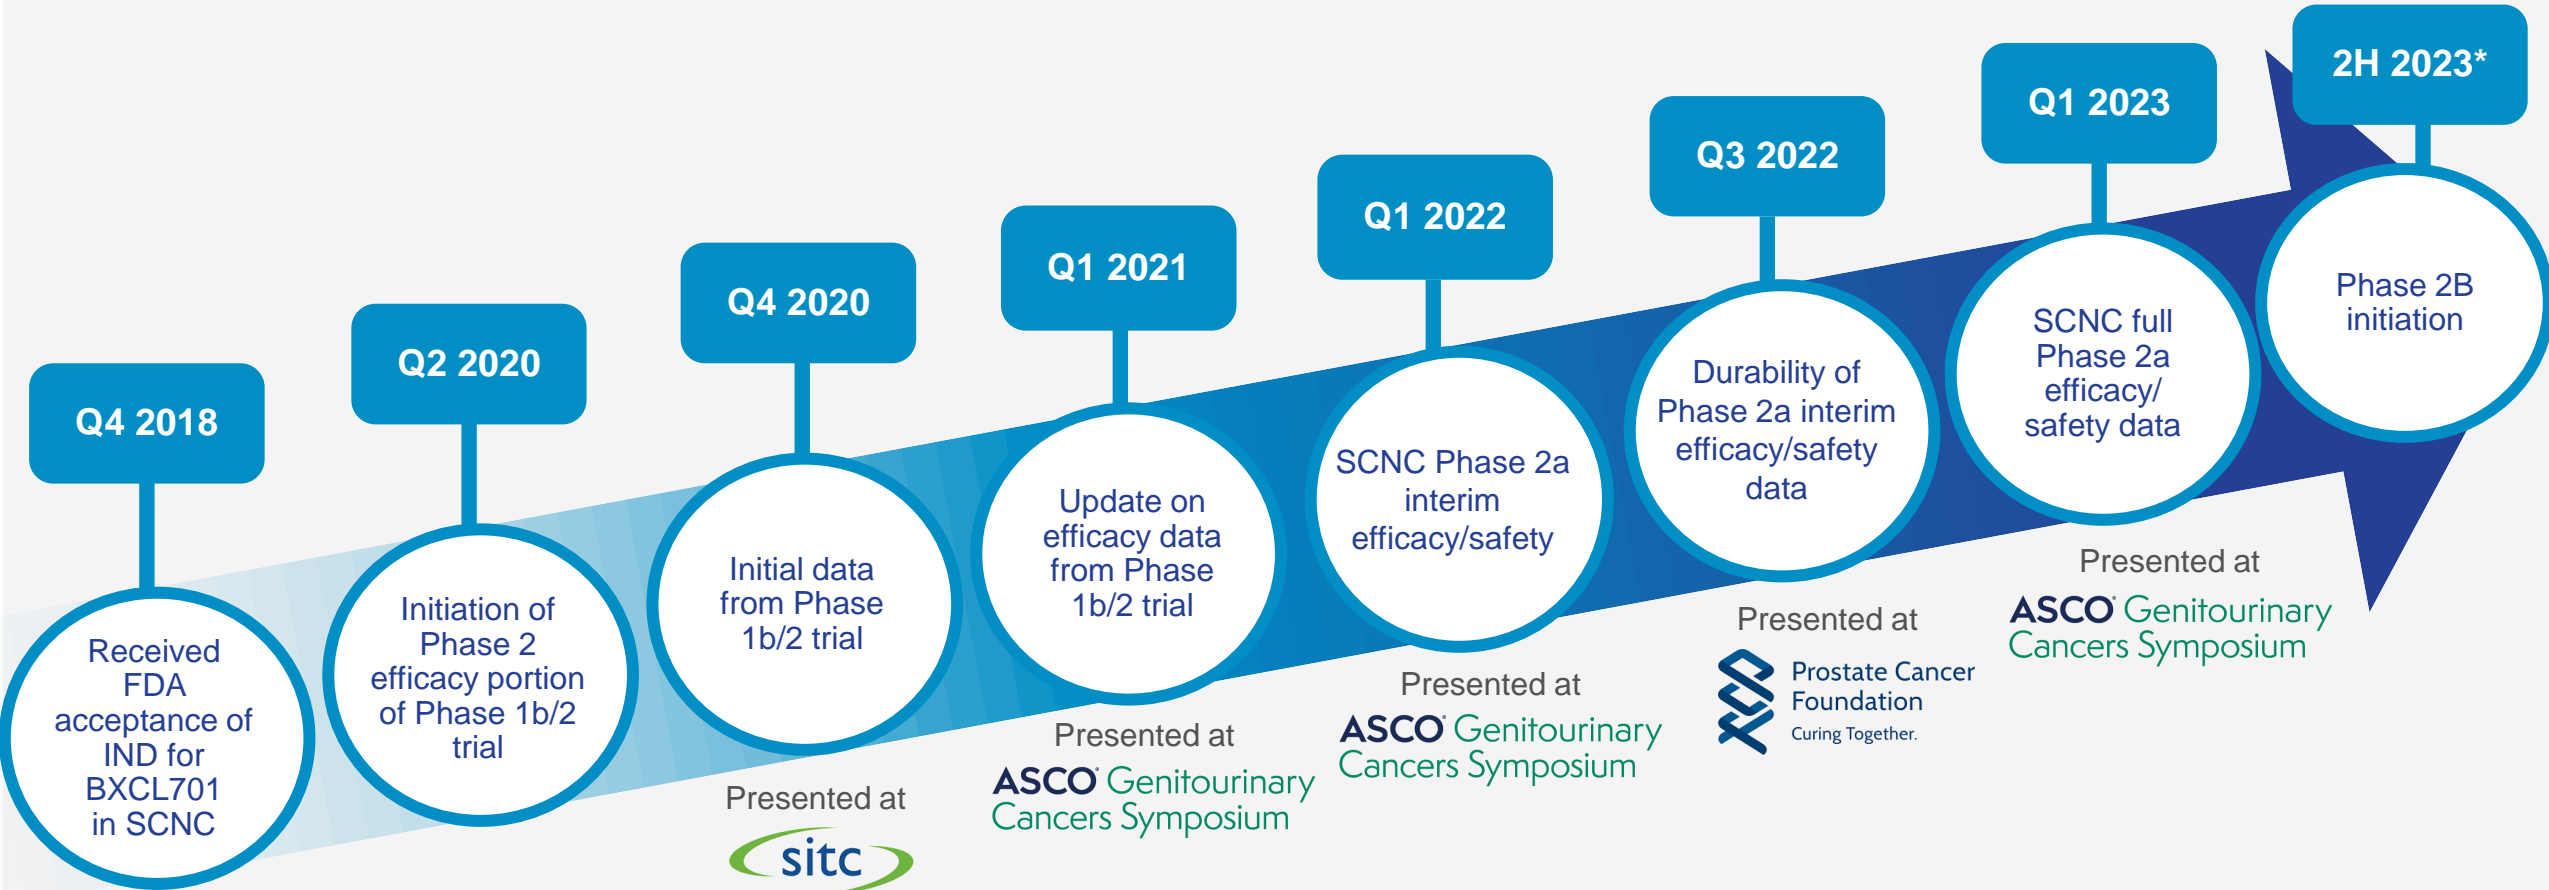 Q4 2018
Received
FDA
acceptance of
IND for
BXCL701
in SCNC
Q2 2020
Initiation of
Phase 2
efficacy portion
of Phase 1b/2
trial
Q4 2020
Initial data
from Phase
1b/2 trial
Presented at
sitc
Q1 2021
Update on
efficacy data
from Phase
1b/2 trial
Presented at
ASCO® Genitourinary
Cancers Symposium
Q1 2022
SCNC Phase 2a
interim
efficacy/safety
Presented at
ASCO® Genitourinary
Cancers Symposium
Q3 2022
Durability of
Phase 2a interim
efficacy/safety
data
Presented at
Prostate Cancer
Foundation
Curing Together.
Q1 2023
SCNC full
Phase 2a
efficacy/
safety data
Presented at
ASCO® Genitourinary
Cancers Symposium
2H 2023*
Phase 2B
initiation